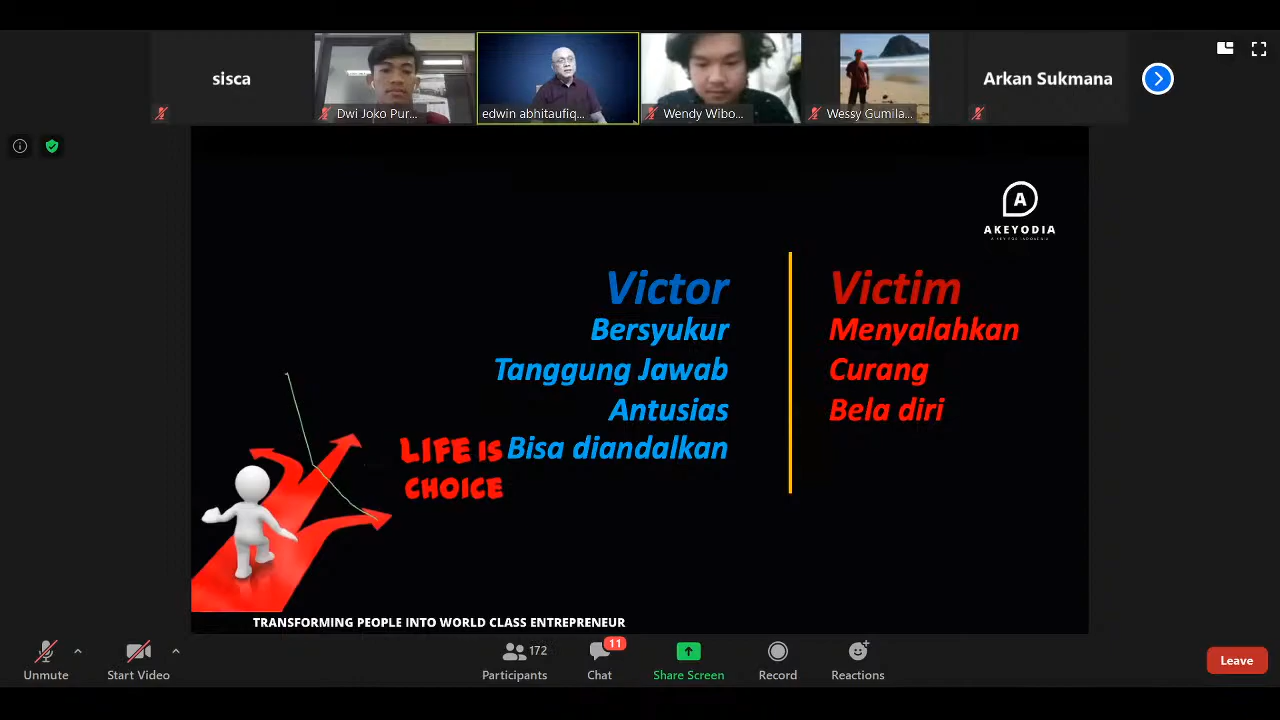 sisca
Dwi Joko Pur...
edwin abhitaufiq...
Wendy Wibo...
Wessy Gumila...
Arkan Sukmana
A
AKEYODIA
Victor
Bersyukur
Tanggung Jawab
Antusias
Bisa diandalkan
Victim
Menyalahkan
Curang
Bela diri
LIFE IS
CHOICE
TRANSFORMING PEOPLE INTO WORLD CLASS ENTREPRENEUR
Unmute
Start Video
172
Participants
11
Chat
Share Screen
Record
Reactions
Leave